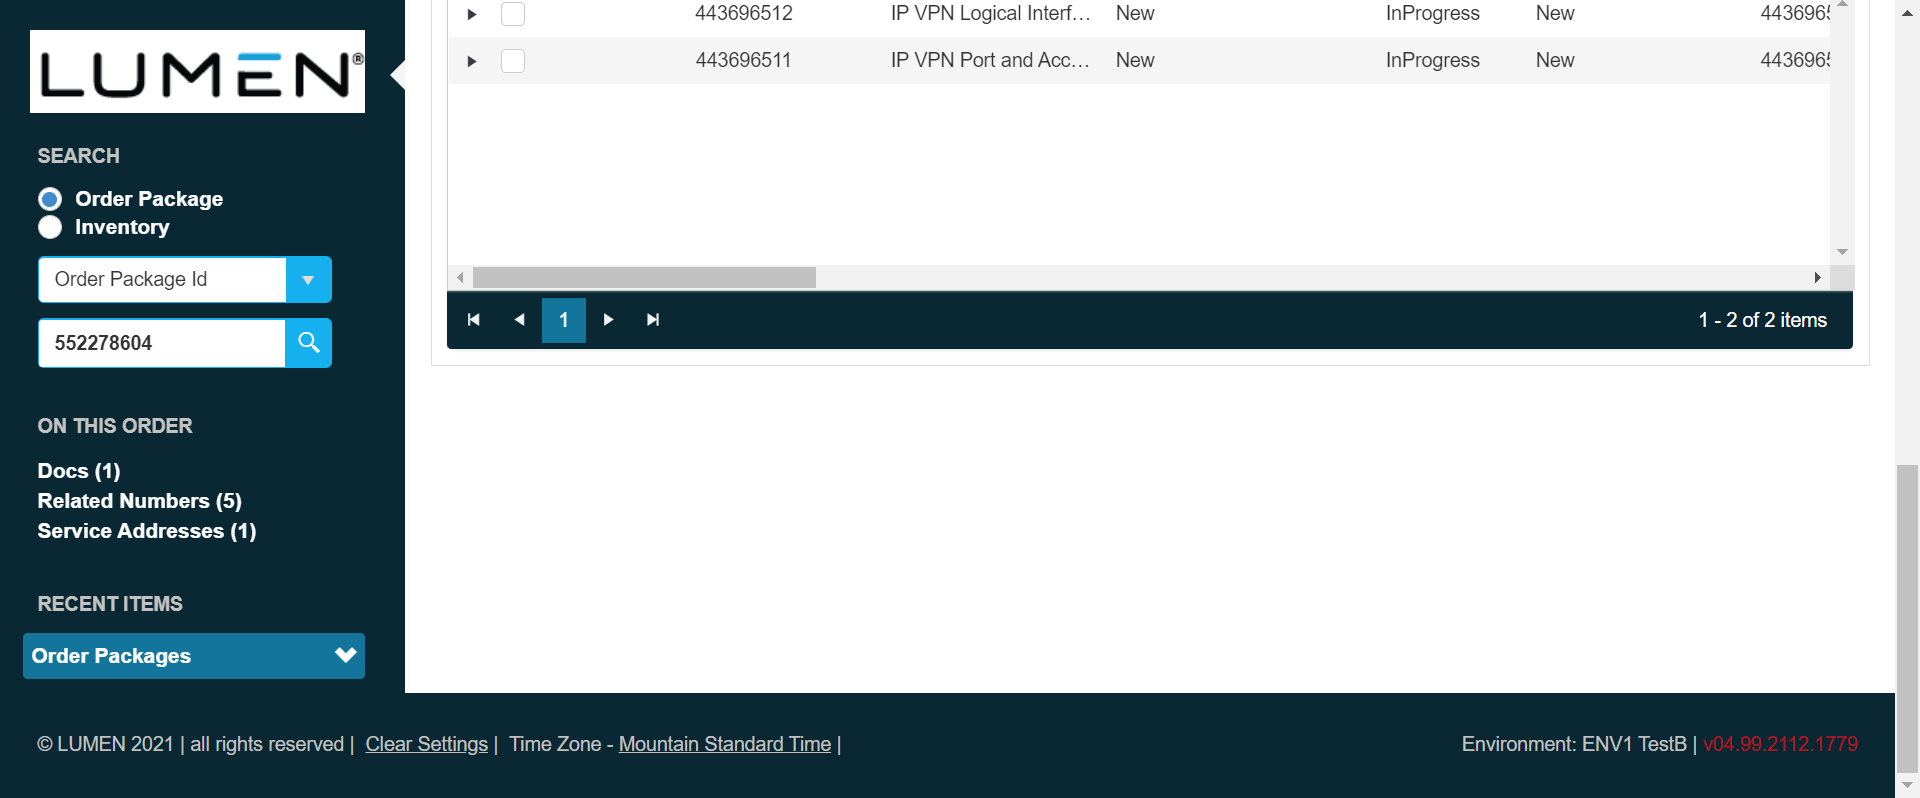 LUMEN®
SEARCH
Order Package
Inventory
Order Package Id
552278604
ON THIS ORDER
Docs (1)
Related Numbers (5)
Service Addresses (1)
RECENT ITEMS
Order Packages
443696512 IP VPN Logical Interf... New InProgress New 443696
443696511 IP VPN Port and Acc... New InProgress New 443696
1
1 - 2 of 2 items
© LUMEN 2021 | all rights reserved | Clear Settings | Time Zone - Mountain Standard Time |
Environment: ENV1 TestB | v04.99.2112.1779